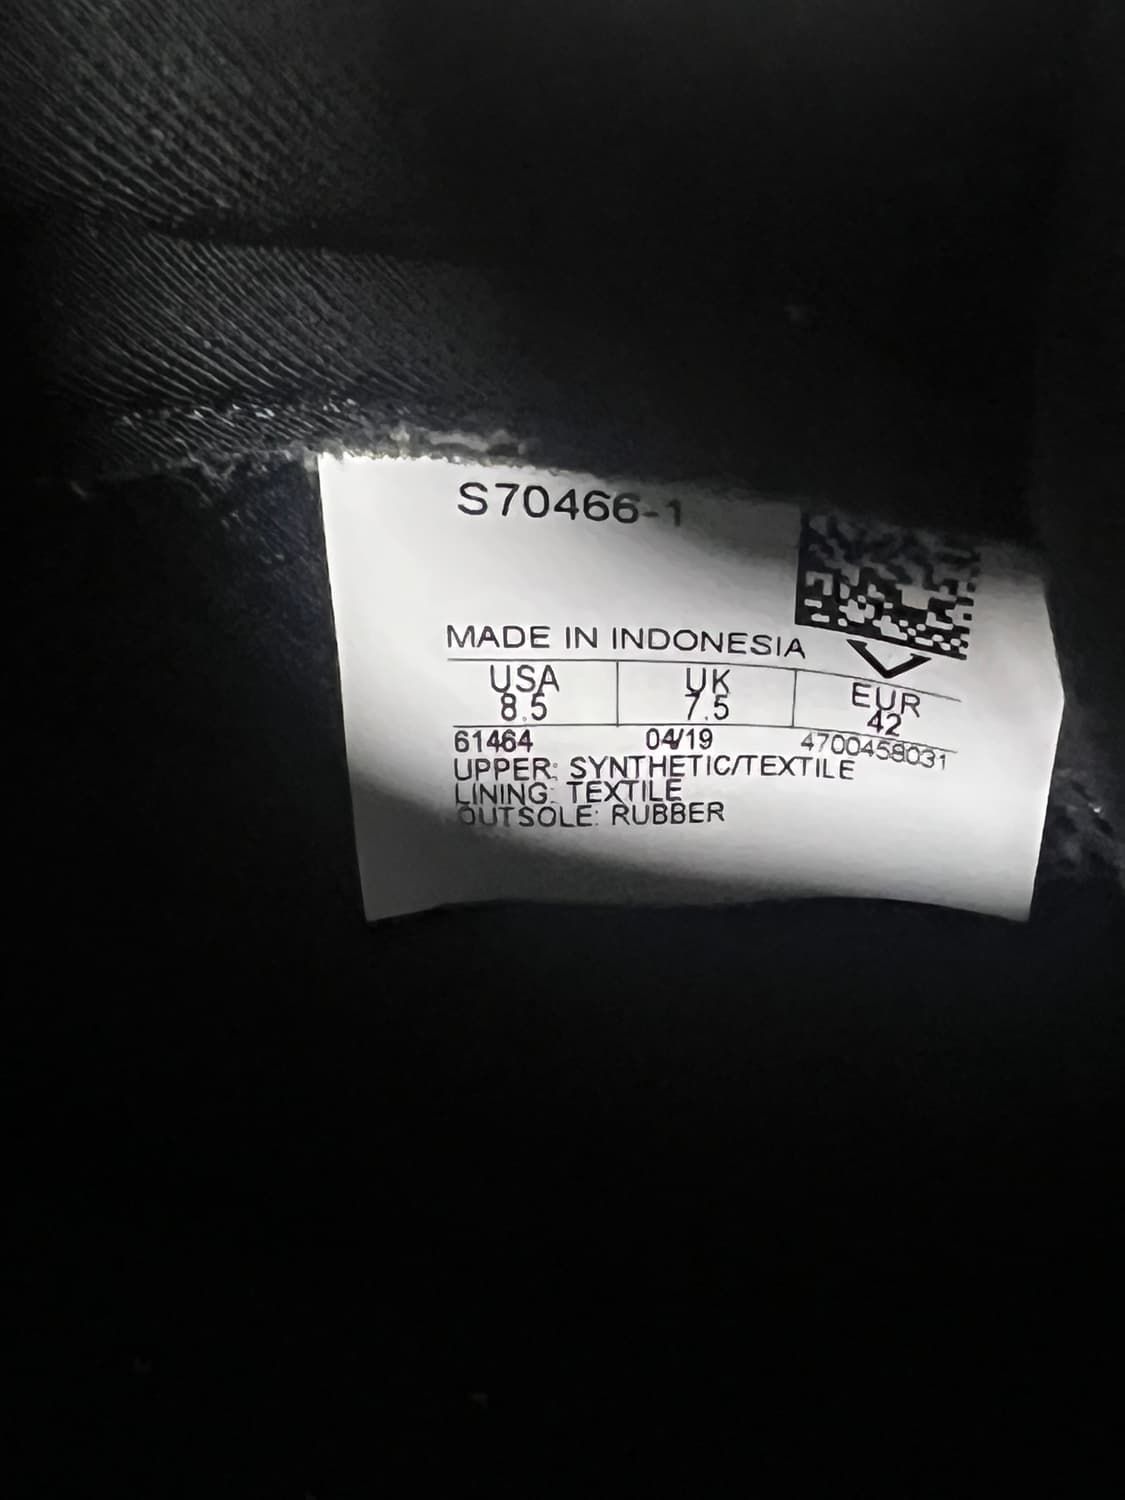 S70466-1
MADE IN INDONESIA
USA UK EUR
8.5 7.5 42
61464 04/19 4700458031
UPPER: SYNTHETIC/TEXTILE
LINING: TEXTILE
OUTSOLE: RUBBER